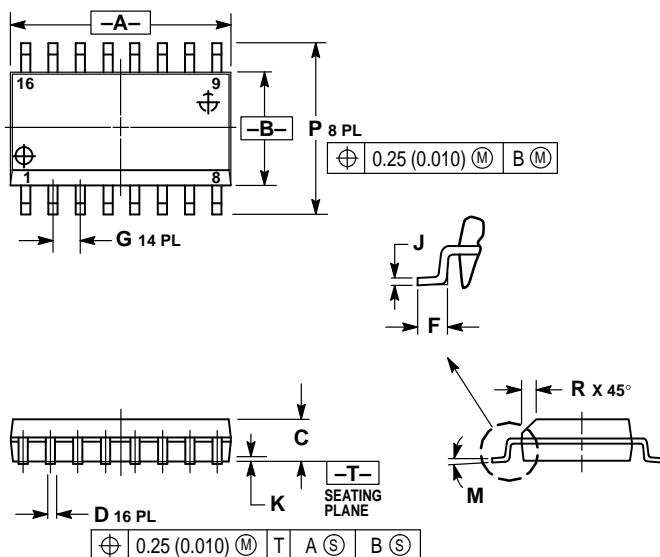 –A–
16 9
–B–
P 8 PL
⌖ 0.25 (0.010) Ⓜ B Ⓜ
1 8
G 14 PL
J
F
R X 45°
C
–T–
K
SEATING
PLANE
M
D 16 PL
⌖ 0.25 (0.010) Ⓜ T A Ⓢ B Ⓢ